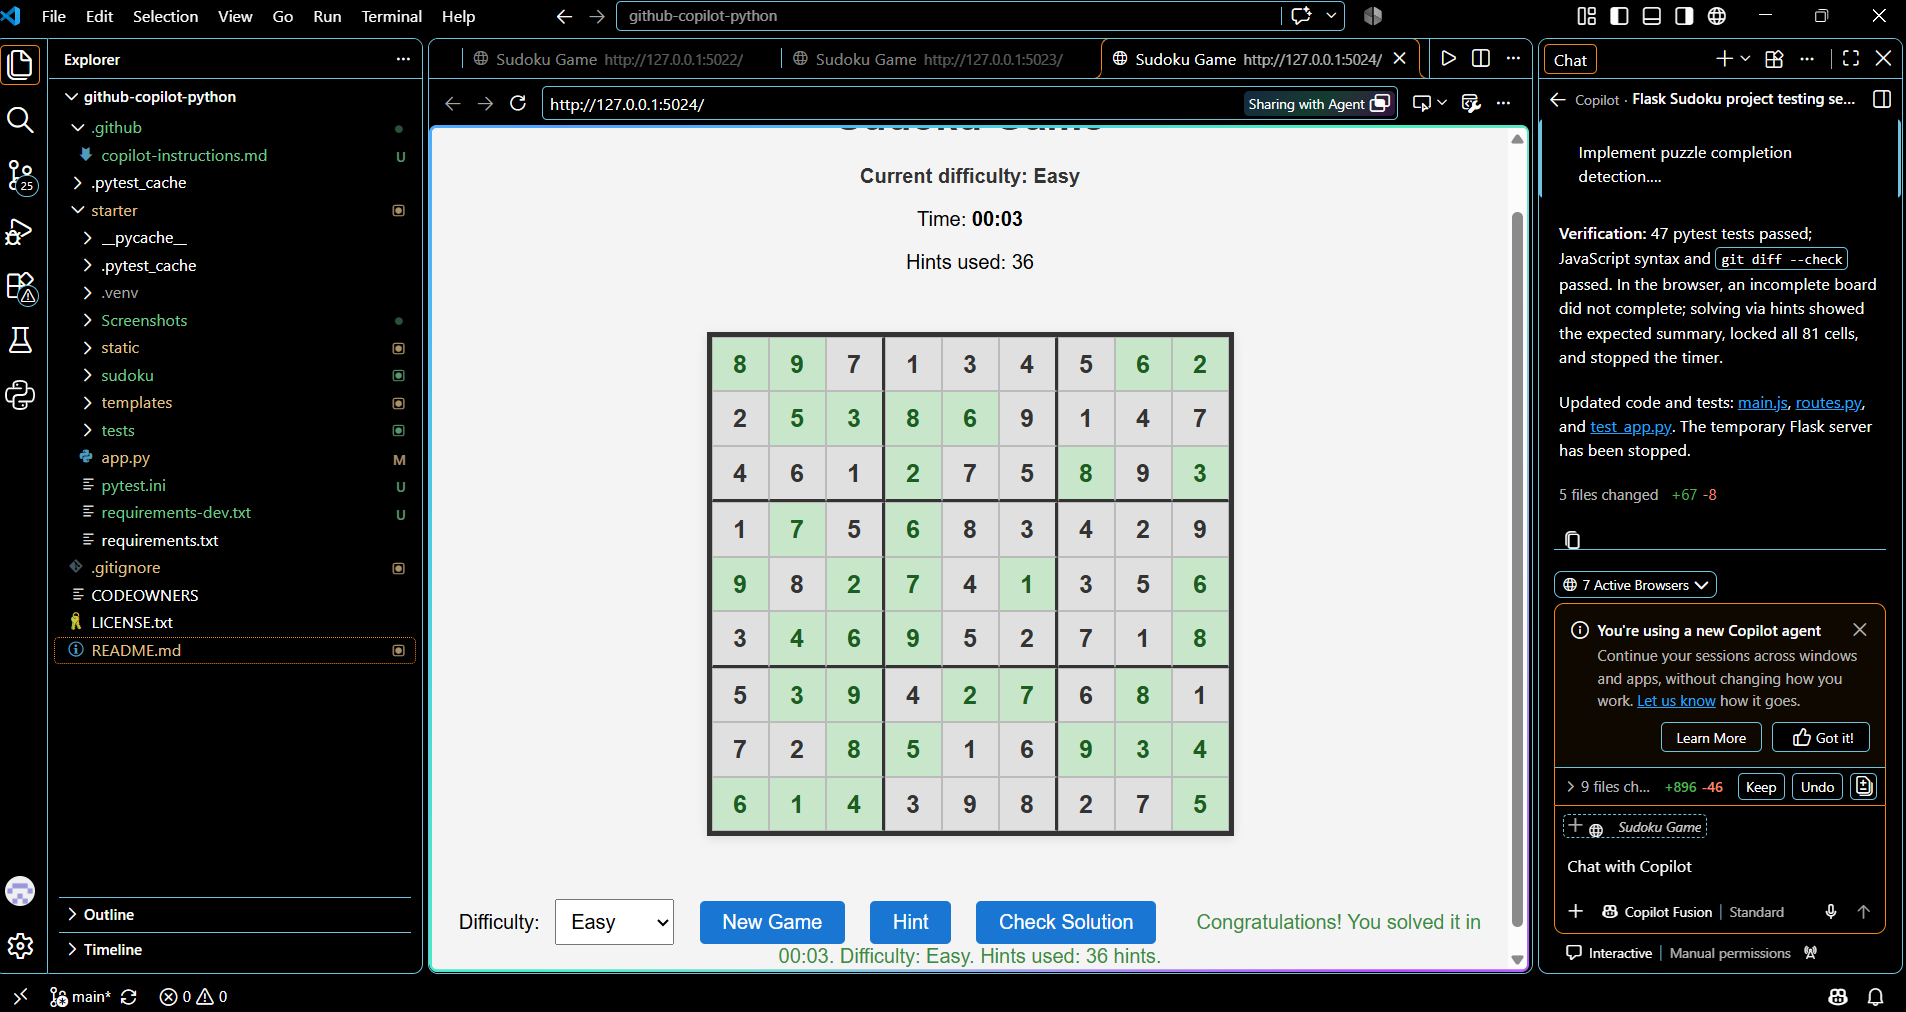 File Edit Selection View Go Run Terminal Help
github-copilot-python
Explorer
github-copilot-python
.github
copilot-instructions.md U
.pytest_cache
starter
__pycache__
.pytest_cache
.venv
Screenshots
static
sudoku
templates
tests
app.py M
pytest.ini U
requirements-dev.txt U
requirements.txt
.gitignore
CODEOWNERS
LICENSE.txt
README.md
Outline
Timeline
25
Sudoku Game http://127.0.0.1:5022/
Sudoku Game http://127.0.0.1:5023/
Sudoku Game http://127.0.0.1:5024/
http://127.0.0.1:5024/
Sharing with Agent
Sudoku Game
Current difficulty: Easy
Time: 00:03
Hints used: 36
8 9 7 1 3 4 5 6 2
2 5 3 8 6 9 1 4 7
4 6 1 2 7 5 8 9 3
1 7 5 6 8 3 4 2 9
9 8 2 7 4 1 3 5 6
3 4 6 9 5 2 7 1 8
5 3 9 4 2 7 6 8 1
7 2 8 5 1 6 9 3 4
6 1 4 3 9 8 2 7 5
Difficulty: Easy New Game Hint Check Solution Congratulations! You solved it in
00:03. Difficulty: Easy. Hints used: 36 hints.
Chat
Copilot · Flask Sudoku project testing se...
Implement puzzle completion
detection....
Verification: 47 pytest tests passed;
JavaScript syntax and git diff --check
passed. In the browser, an incomplete board
did not complete; solving via hints showed
the expected summary, locked all 81 cells,
and stopped the timer.
Updated code and tests: main.js, routes.py,
and test_app.py. The temporary Flask server
has been stopped.
5 files changed +67 -8
7 Active Browsers
You're using a new Copilot agent
Continue your sessions across windows
and apps, without changing how you
work. Let us know how it goes.
Learn More Got it!
9 files ch... +896 -46 Keep Undo
Sudoku Game
Chat with Copilot
Copilot Fusion | Standard
Interactive | Manual permissions
main* 0 0